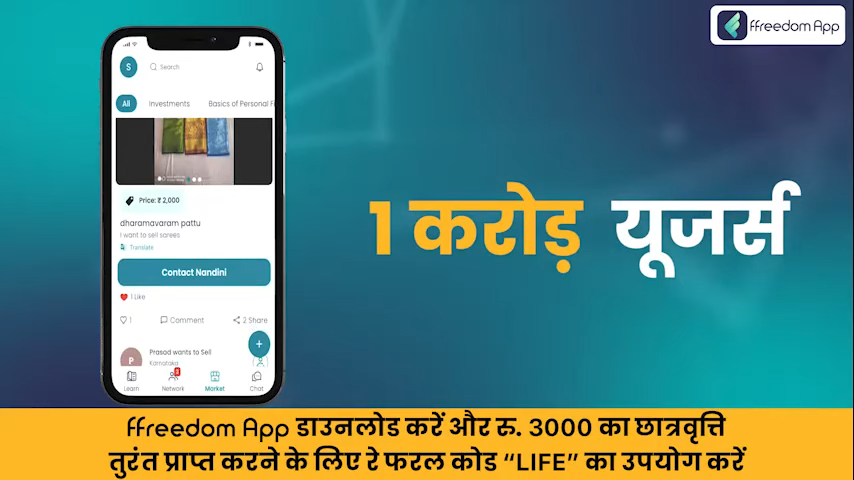 ffreedom App
S
Search
All Investments Basics of Personal Fi
Price: ₹ 2,000
dharamavaram pattu
I want to sell sarees
Translate
Contact Nandini
1 Like
1 Comment 2 Share
+
P Prasad wants to Sell
Karnataka
Learn Network Market Chat
1 करोड़ यूजर्स
ffreedom App डाउनलोड करें और रु. 3000 का छात्रवृत्ति
तुरंत प्राप्त करने के लिए रे फरल कोड “LIFE” का उपयोग करें